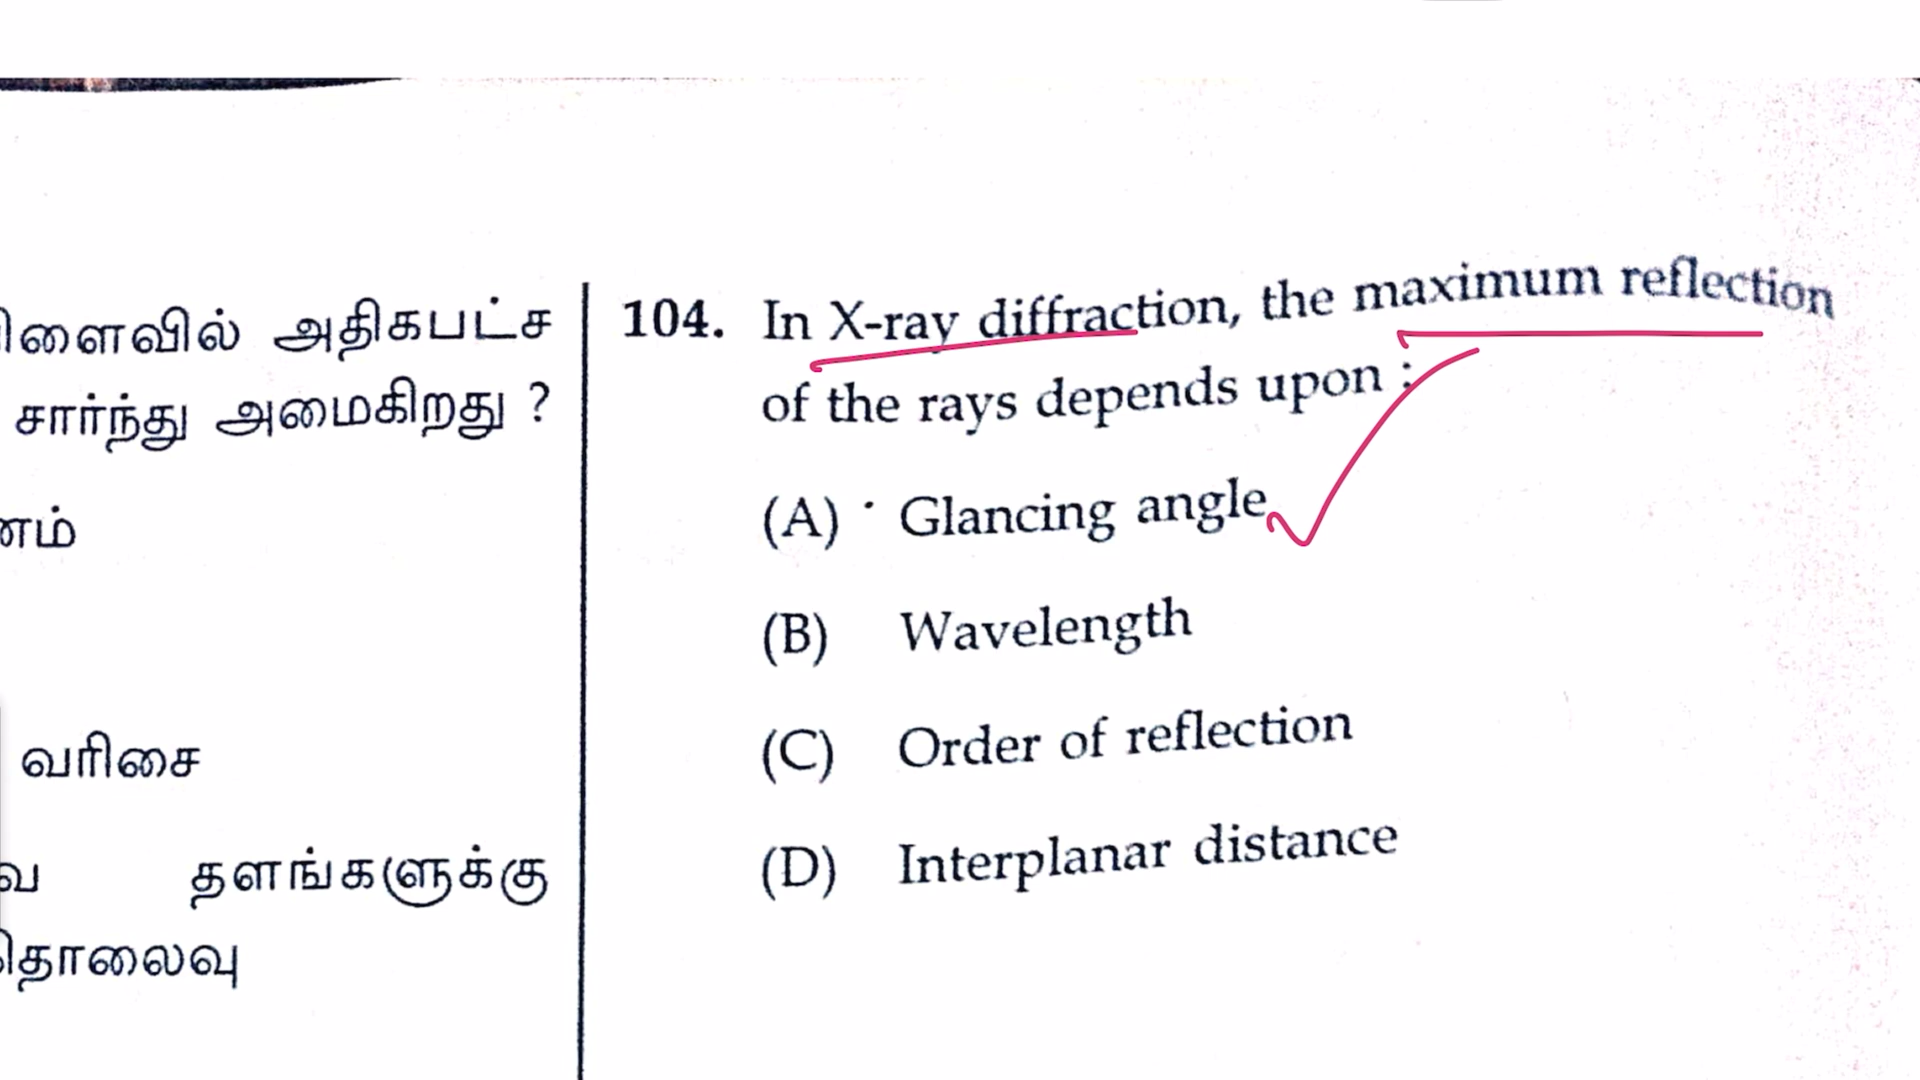 அதிகபட்ச
சார்ந்து அமைகிறது ?
வரிசை
தளங்களுக்கு
104. In X-ray diffraction, the maximum reflection
of the rays depends upon :
(A) Glancing angle
(B) Wavelength
(C) Order of reflection
(D) Interplanar distance